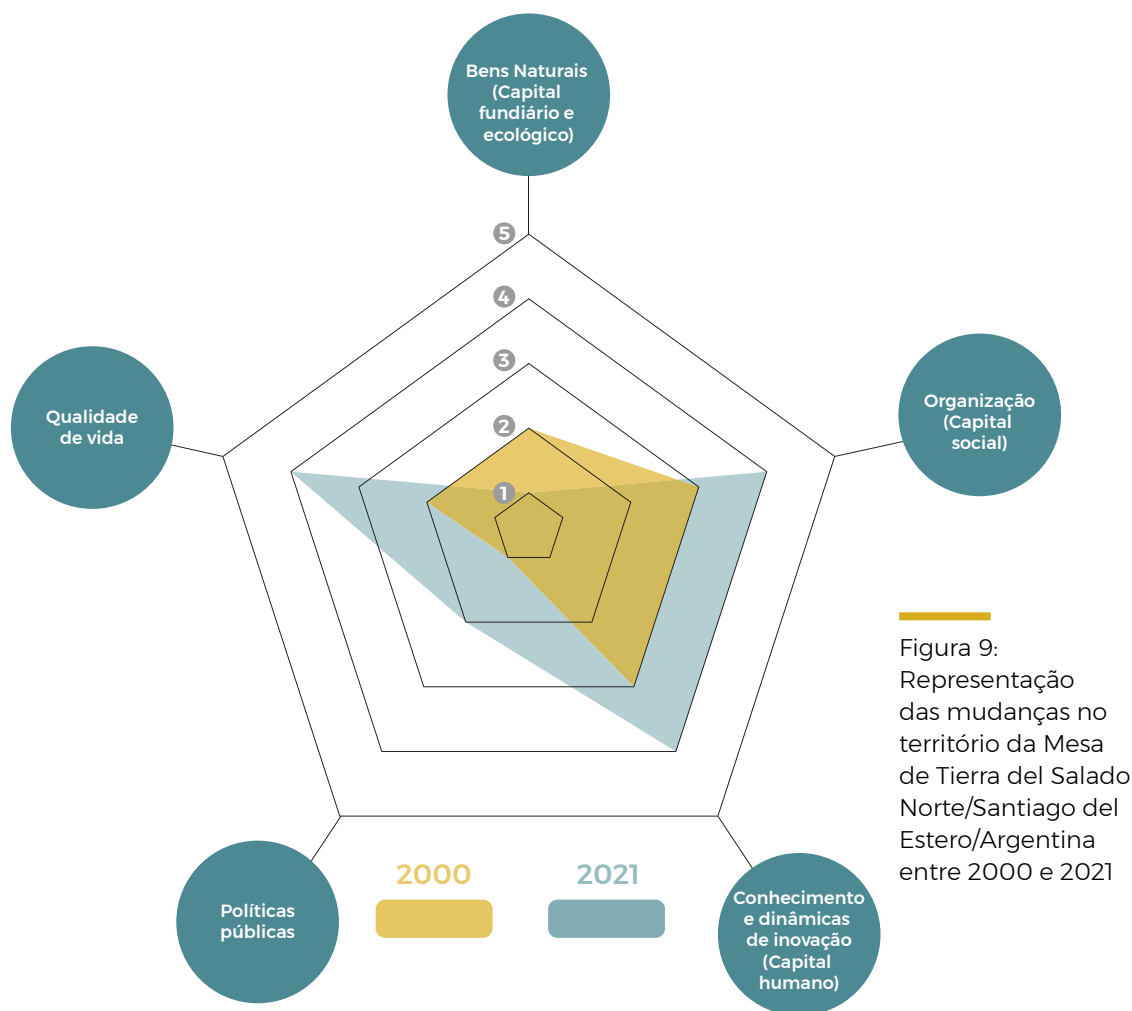 Bens Naturais
(Capital
fundiário e
ecológico)
5
4
3
2
1
Qualidade
de vida
Organização
(Capital
social)
Políticas
públicas
2000
2021
Conhecimento
e dinâmicas
de inovação
(Capital
humano)
Figura 9:
Representação
das mudanças no
território da Mesa
de Tierra del Salado
Norte/Santiago del
Estero/Argentina
entre 2000 e 2021